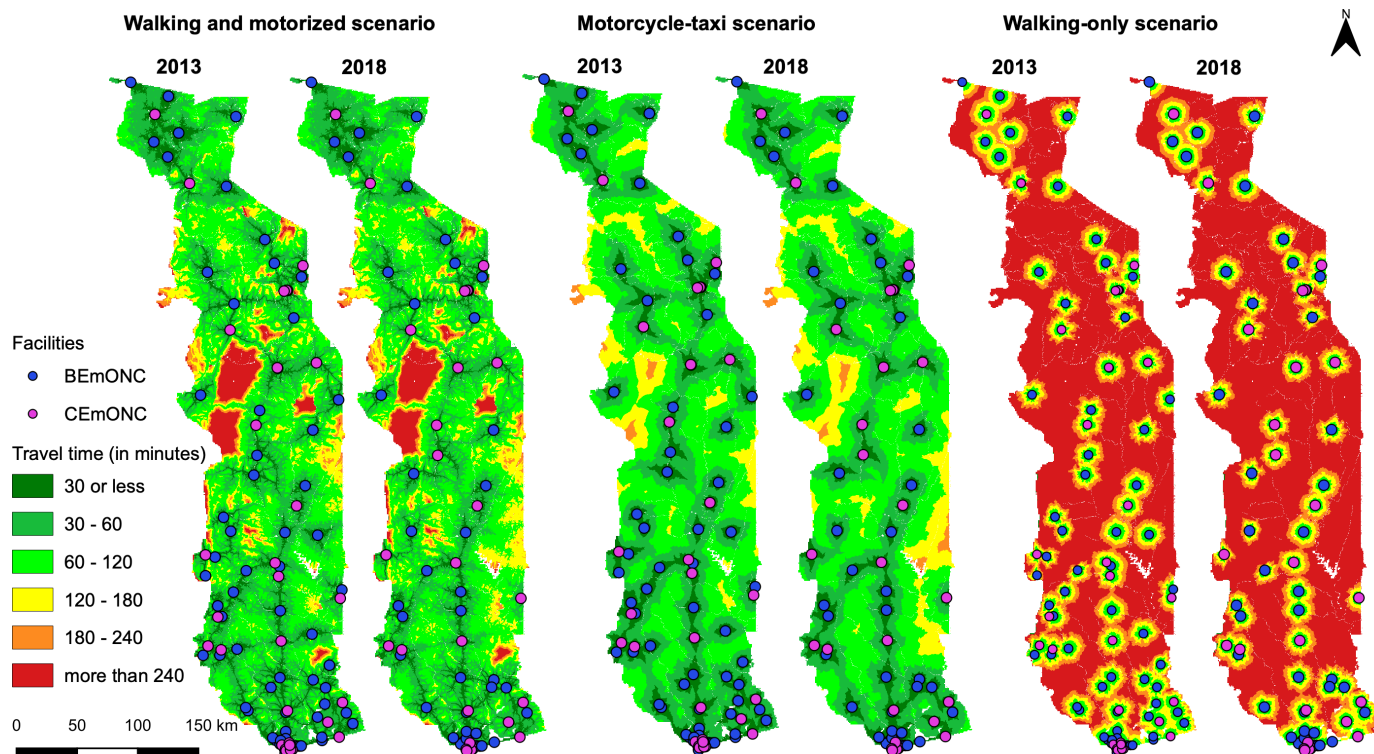 Walking and motorized scenario
Motorcycle-taxi scenario
Walking-only scenario
N
2013
2018
2013
2018
2013
2018
Facilities
BEmONC
CEmONC
Travel time (in minutes)
30 or less
30 - 60
60 - 120
120 - 180
180 - 240
more than 240
0 50 100 150 km